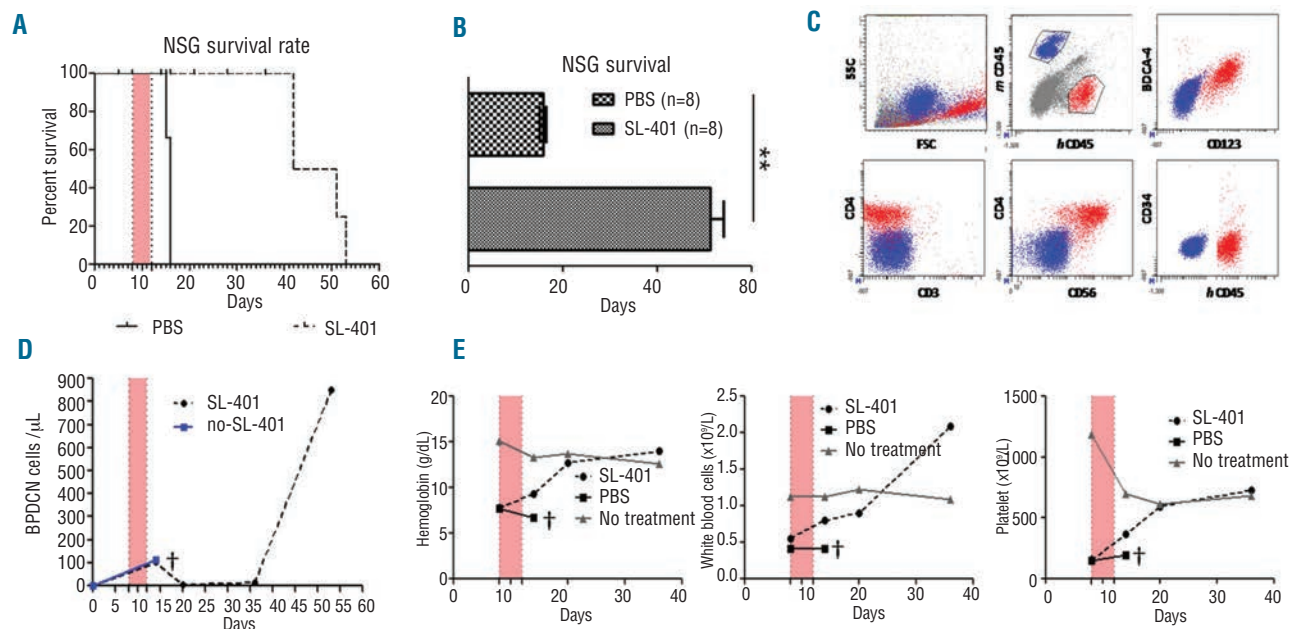 A
NSG survival rate
Percent survival
100
80
60
40
20
0
0 10 20 30 40 50 60
Days
PBS
SL-401
B
NSG survival
PBS (n=8)
SL-401 (n=8)
**
0 20 40 60 80
Days
C
SSC
FSC
m CD45
h CD45
BDCA-4
CD123
CD4
CD3
CD4
CD56
CD34
h CD45
D
BPDCN cells /μL
900
800
700
600
500
400
300
200
100
0
SL-401
no-SL-401
†
0 5 8 10 15 20 25 30 35 40 45 50 55 60
Days
E
Hemoglobin (g/dL)
20
15
10
5
0
SL-401
PBS
No treatment
†
0 8 10 20 30 40
Days
White blood cells (x10⁹/L)
2.5
2.0
1.5
1.0
0.5
0.0
SL-401
PBS
No treatment
†
0 8 10 20 30 40
Days
Platelet (x10⁹/L)
1500
1000
500
0
SL-401
PBS
No treatment
†
0 8 10 20 30 40
Days